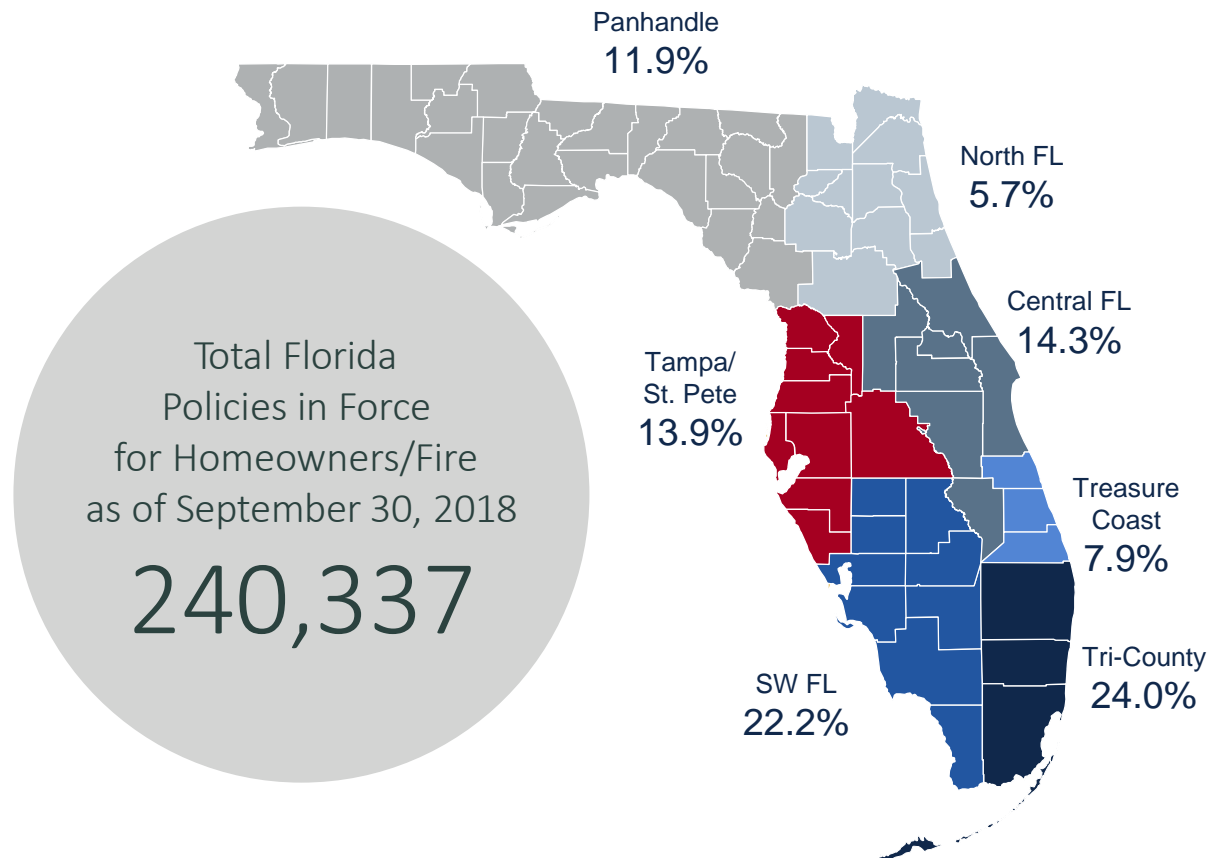 Panhandle
11.9%
North FL
5.7%
Central FL
14.3%
Tampa/
St. Pete
13.9%
Treasure
Coast
7.9%
Tri-County
24.0%
SW FL
22.2%
Total Florida
Policies in Force
for Homeowners/Fire
as of September 30, 2018
240,337